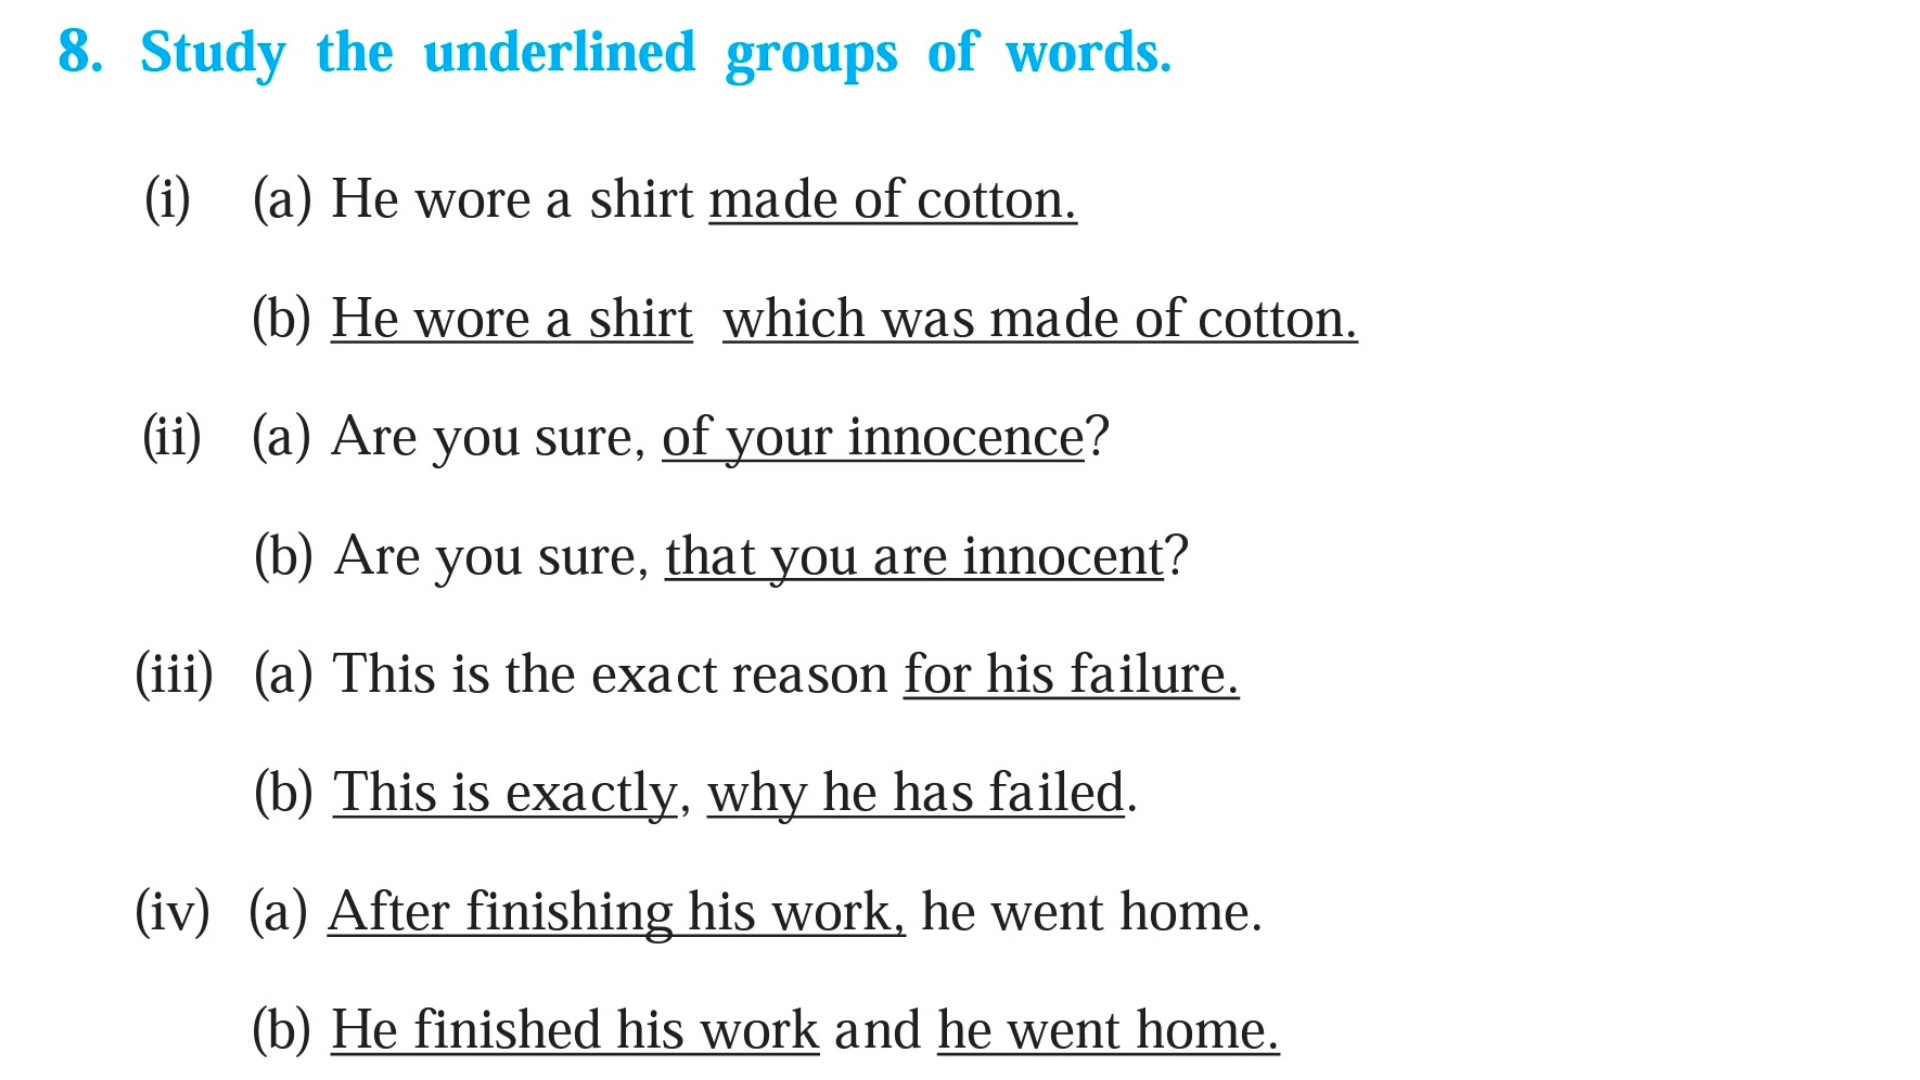 8. Study the underlined groups of words.
(i) (a) He wore a shirt made of cotton.
(b) He wore a shirt which was made of cotton.
(ii) (a) Are you sure, of your innocence?
(b) Are you sure, that you are innocent?
(iii) (a) This is the exact reason for his failure.
(b) This is exactly, why he has failed.
(iv) (a) After finishing his work, he went home.
(b) He finished his work and he went home.